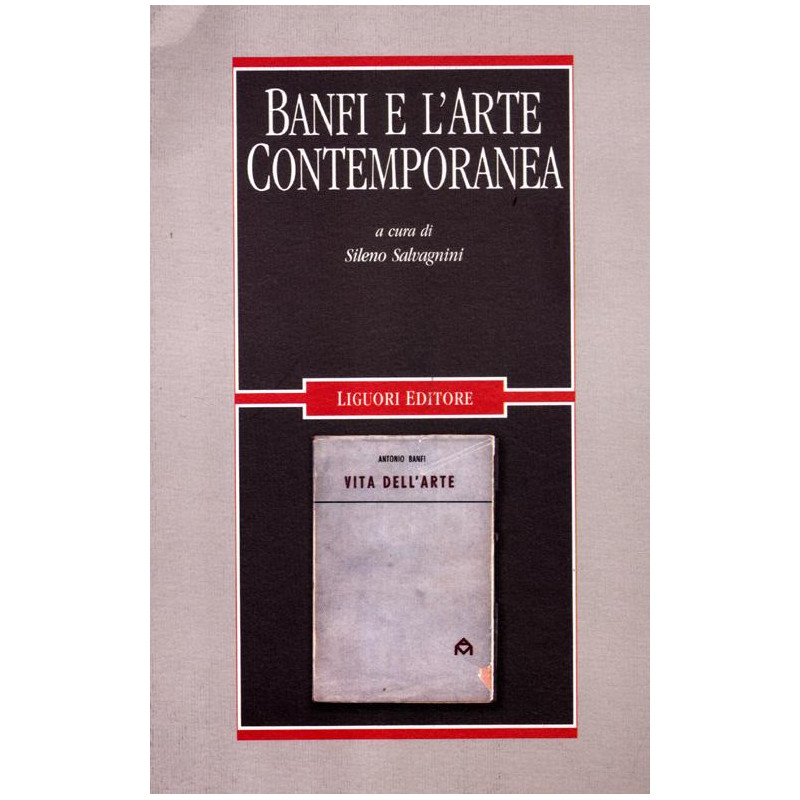 BANFI E L'ARTE
CONTEMPORANEA
a cura di
Sileno Salvagnini
LIGUORI EDITORE
ANTONIO BANFI
VITA DELL'ARTE